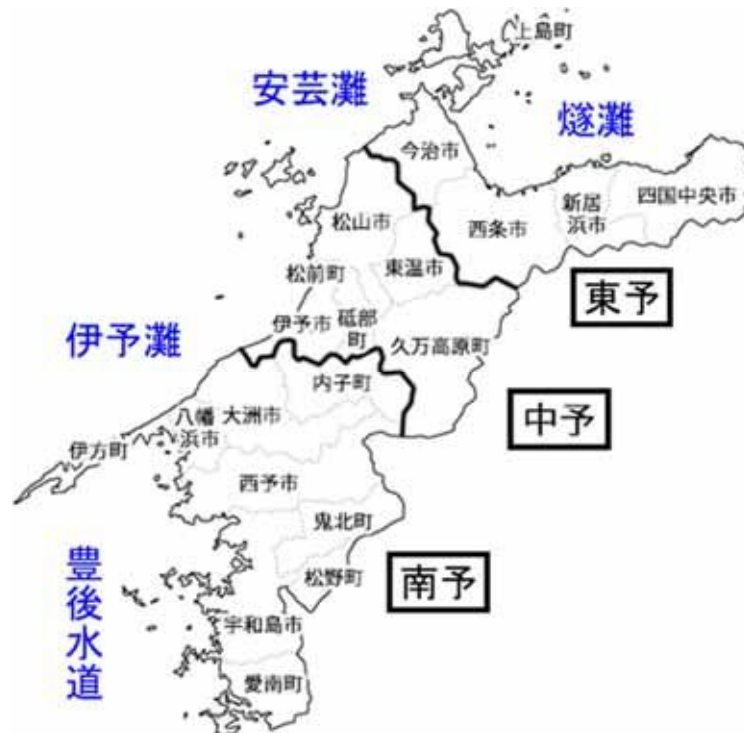 上島町
安芸灘
燧灘
今治市
四国中央市
新居
浜市
松山市
西条市
東温市
松前町
東予
伊予灘
伊予市
砥部
町
久万高原町
内子町
中予
八幡
浜市
大洲市
伊方町
西予市
鬼北町
豊後水道
松野町
南予
宇和島市
愛南町